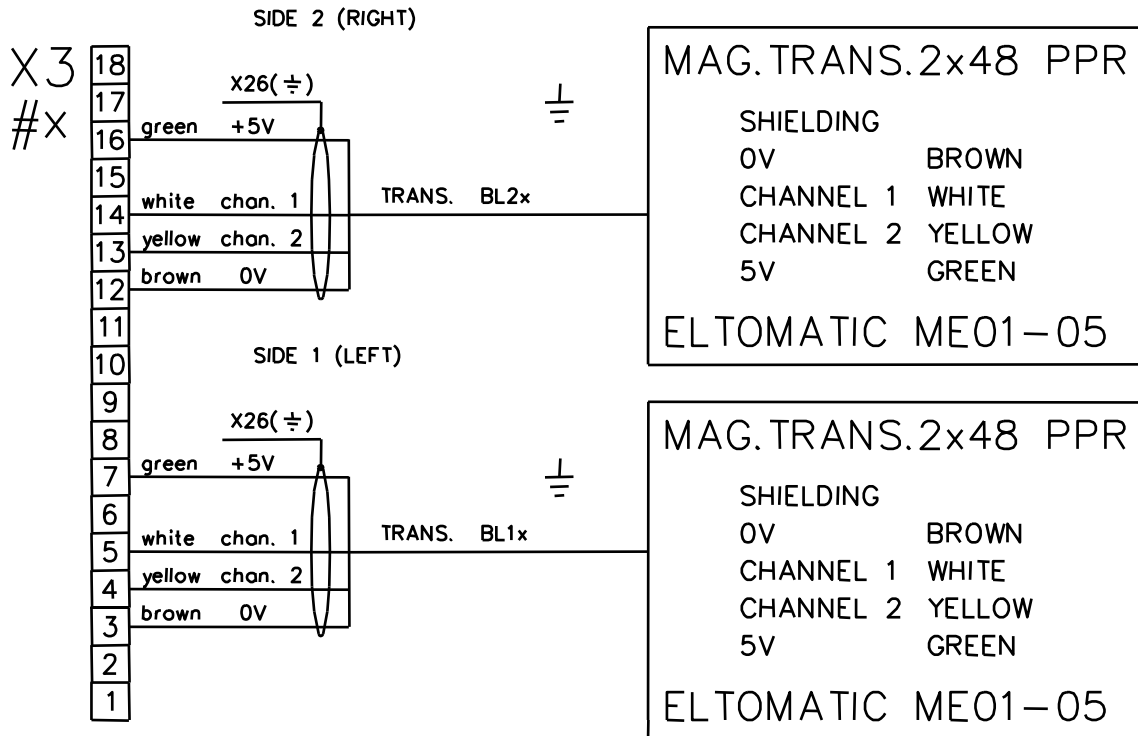 SIDE 2 (RIGHT)
X3
#x
18
17
16
15
14
13
12
11
10
9
8
7
6
5
4
3
2
1
X26(⏚)
green +5V
white chan. 1
yellow chan. 2
brown 0V
TRANS. BL2x
MAG.TRANS.2x48 PPR
SHIELDING
0V BROWN
CHANNEL 1 WHITE
CHANNEL 2 YELLOW
5V GREEN
ELTOMATIC ME01-05
SIDE 1 (LEFT)
X26(⏚)
green +5V
white chan. 1
yellow chan. 2
brown 0V
TRANS. BL1x
MAG.TRANS.2x48 PPR
SHIELDING
0V BROWN
CHANNEL 1 WHITE
CHANNEL 2 YELLOW
5V GREEN
ELTOMATIC ME01-05